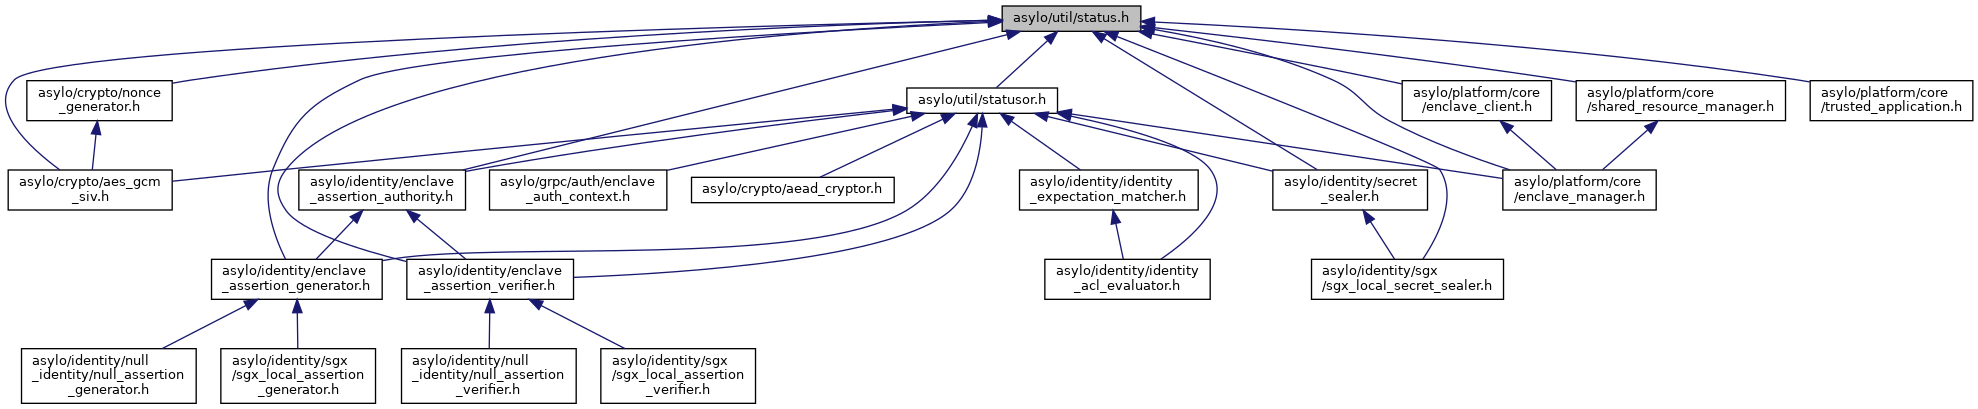 asylo/util/status.h
asylo/crypto/nonce
_generator.h
asylo/util/statusor.h
asylo/platform/core
/enclave_client.h
asylo/platform/core
/shared_resource_manager.h
asylo/platform/core
/trusted_application.h
asylo/crypto/aes_gcm
_siv.h
asylo/identity/enclave
_assertion_authority.h
asylo/grpc/auth/enclave
_auth_context.h
asylo/crypto/aead_cryptor.h
asylo/identity/identity
_expectation_matcher.h
asylo/identity/secret
_sealer.h
asylo/platform/core
/enclave_manager.h
asylo/identity/enclave
_assertion_generator.h
asylo/identity/enclave
_assertion_verifier.h
asylo/identity/identity
_acl_evaluator.h
asylo/identity/sgx
/sgx_local_secret_sealer.h
asylo/identity/null
_identity/null_assertion
_generator.h
asylo/identity/sgx
/sgx_local_assertion
_generator.h
asylo/identity/null
_identity/null_assertion
_verifier.h
asylo/identity/sgx
/sgx_local_assertion
_verifier.h